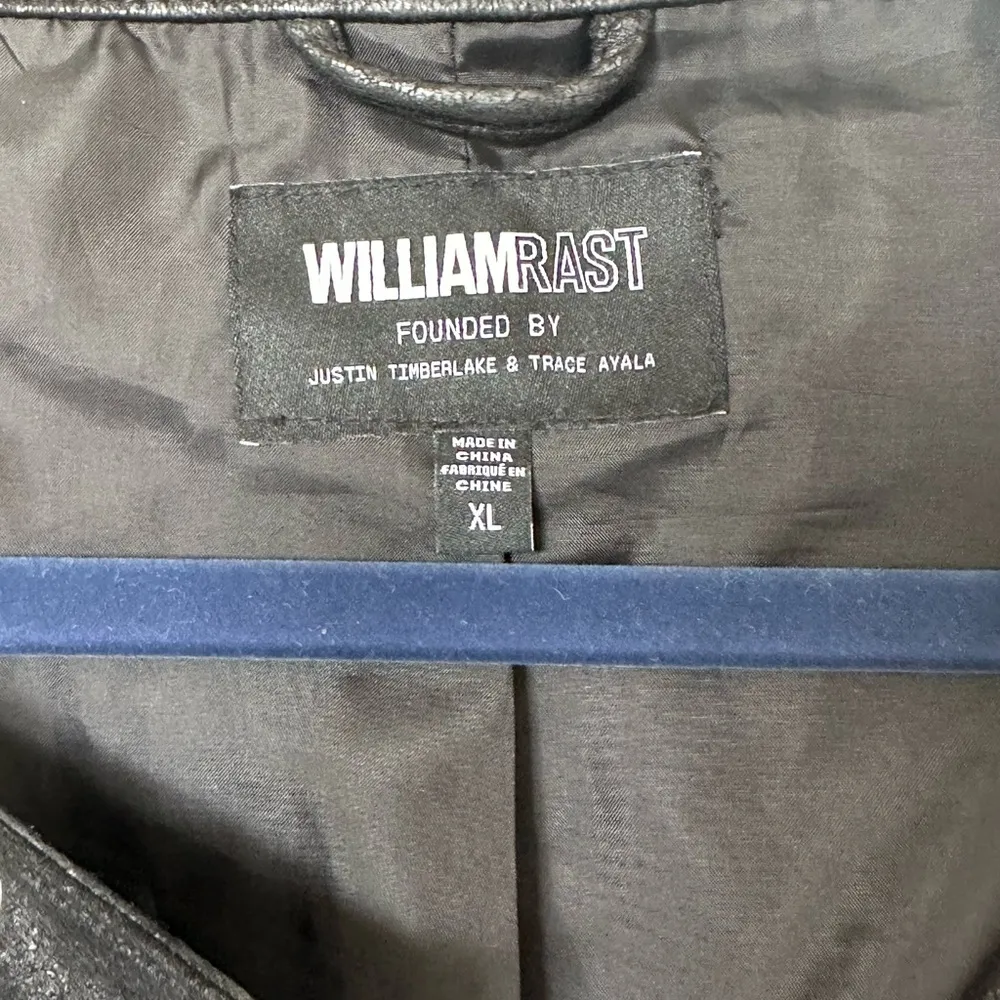 WILLIAMRAST
FOUNDED BY
JUSTIN TIMBERLAKE & TRACE AYALA
MADE IN
CHINA
FABRIQUÉ EN
CHINE
XL